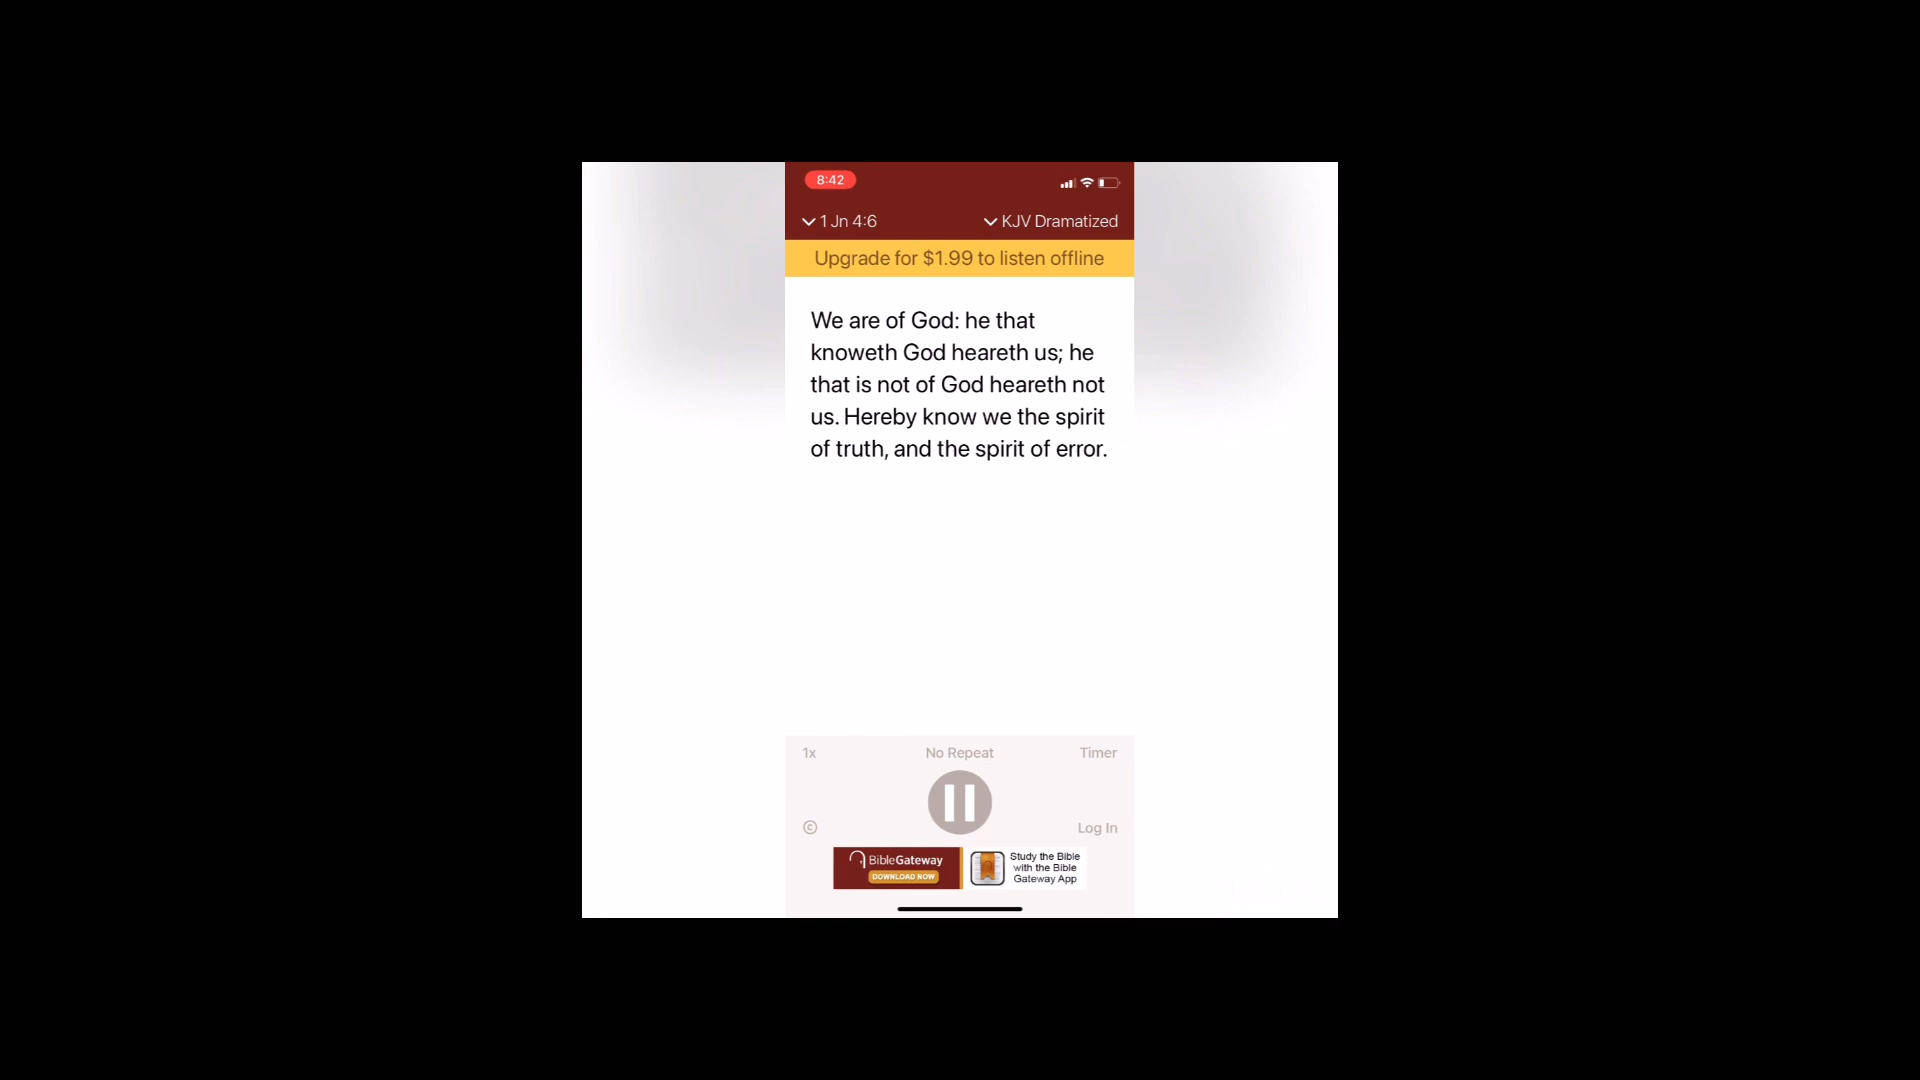 8:42
1 Jn 4:6
KJV Dramatized
Upgrade for $1.99 to listen offline
We are of God: he that
knoweth God heareth us; he
that is not of God heareth not
us. Hereby know we the spirit
of truth, and the spirit of error.
1x
No Repeat
Timer
©
Log In
BibleGateway
DOWNLOAD NOW
Study the Bible
with the Bible
Gateway App